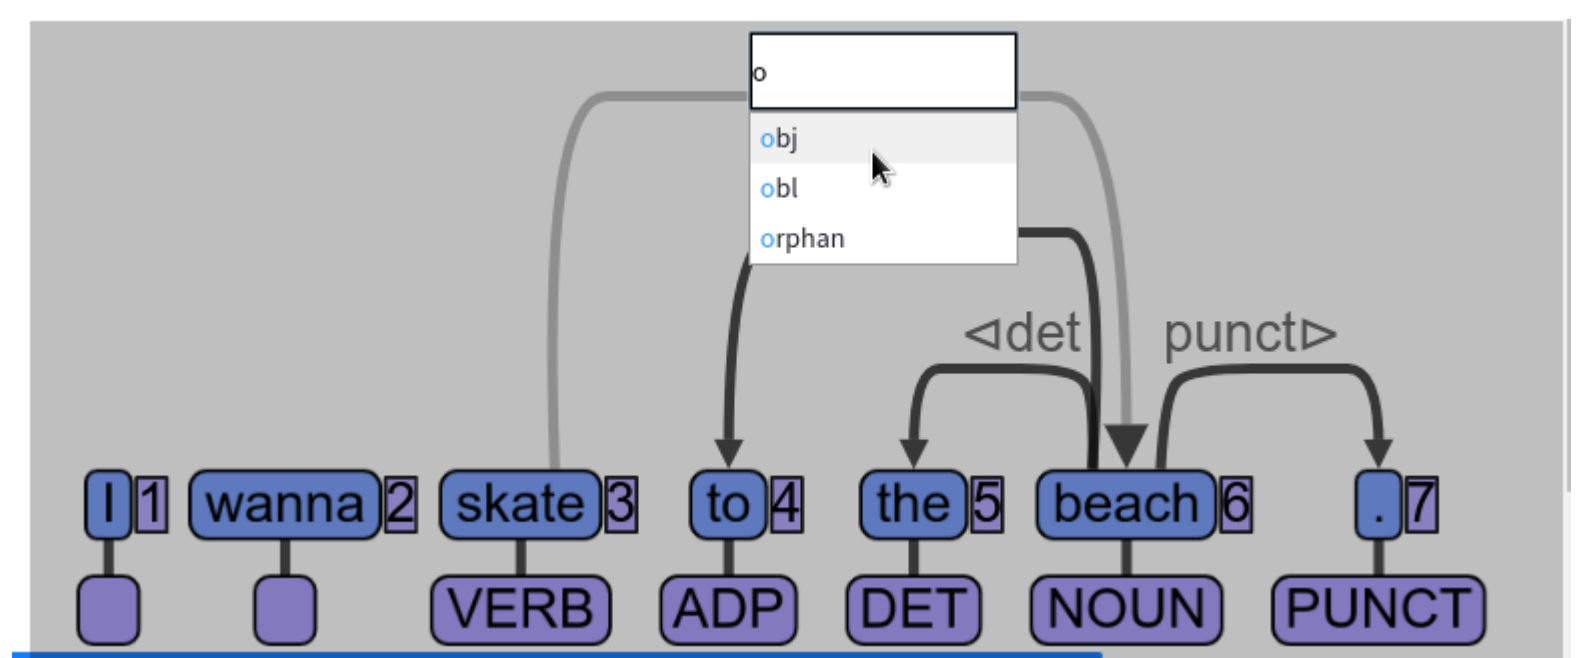 o
obj
obl
orphan
⊲det punct⊳
I 1 wanna 2 skate 3 to 4 the 5 beach 6 . 7
VERB ADP DET NOUN PUNCT